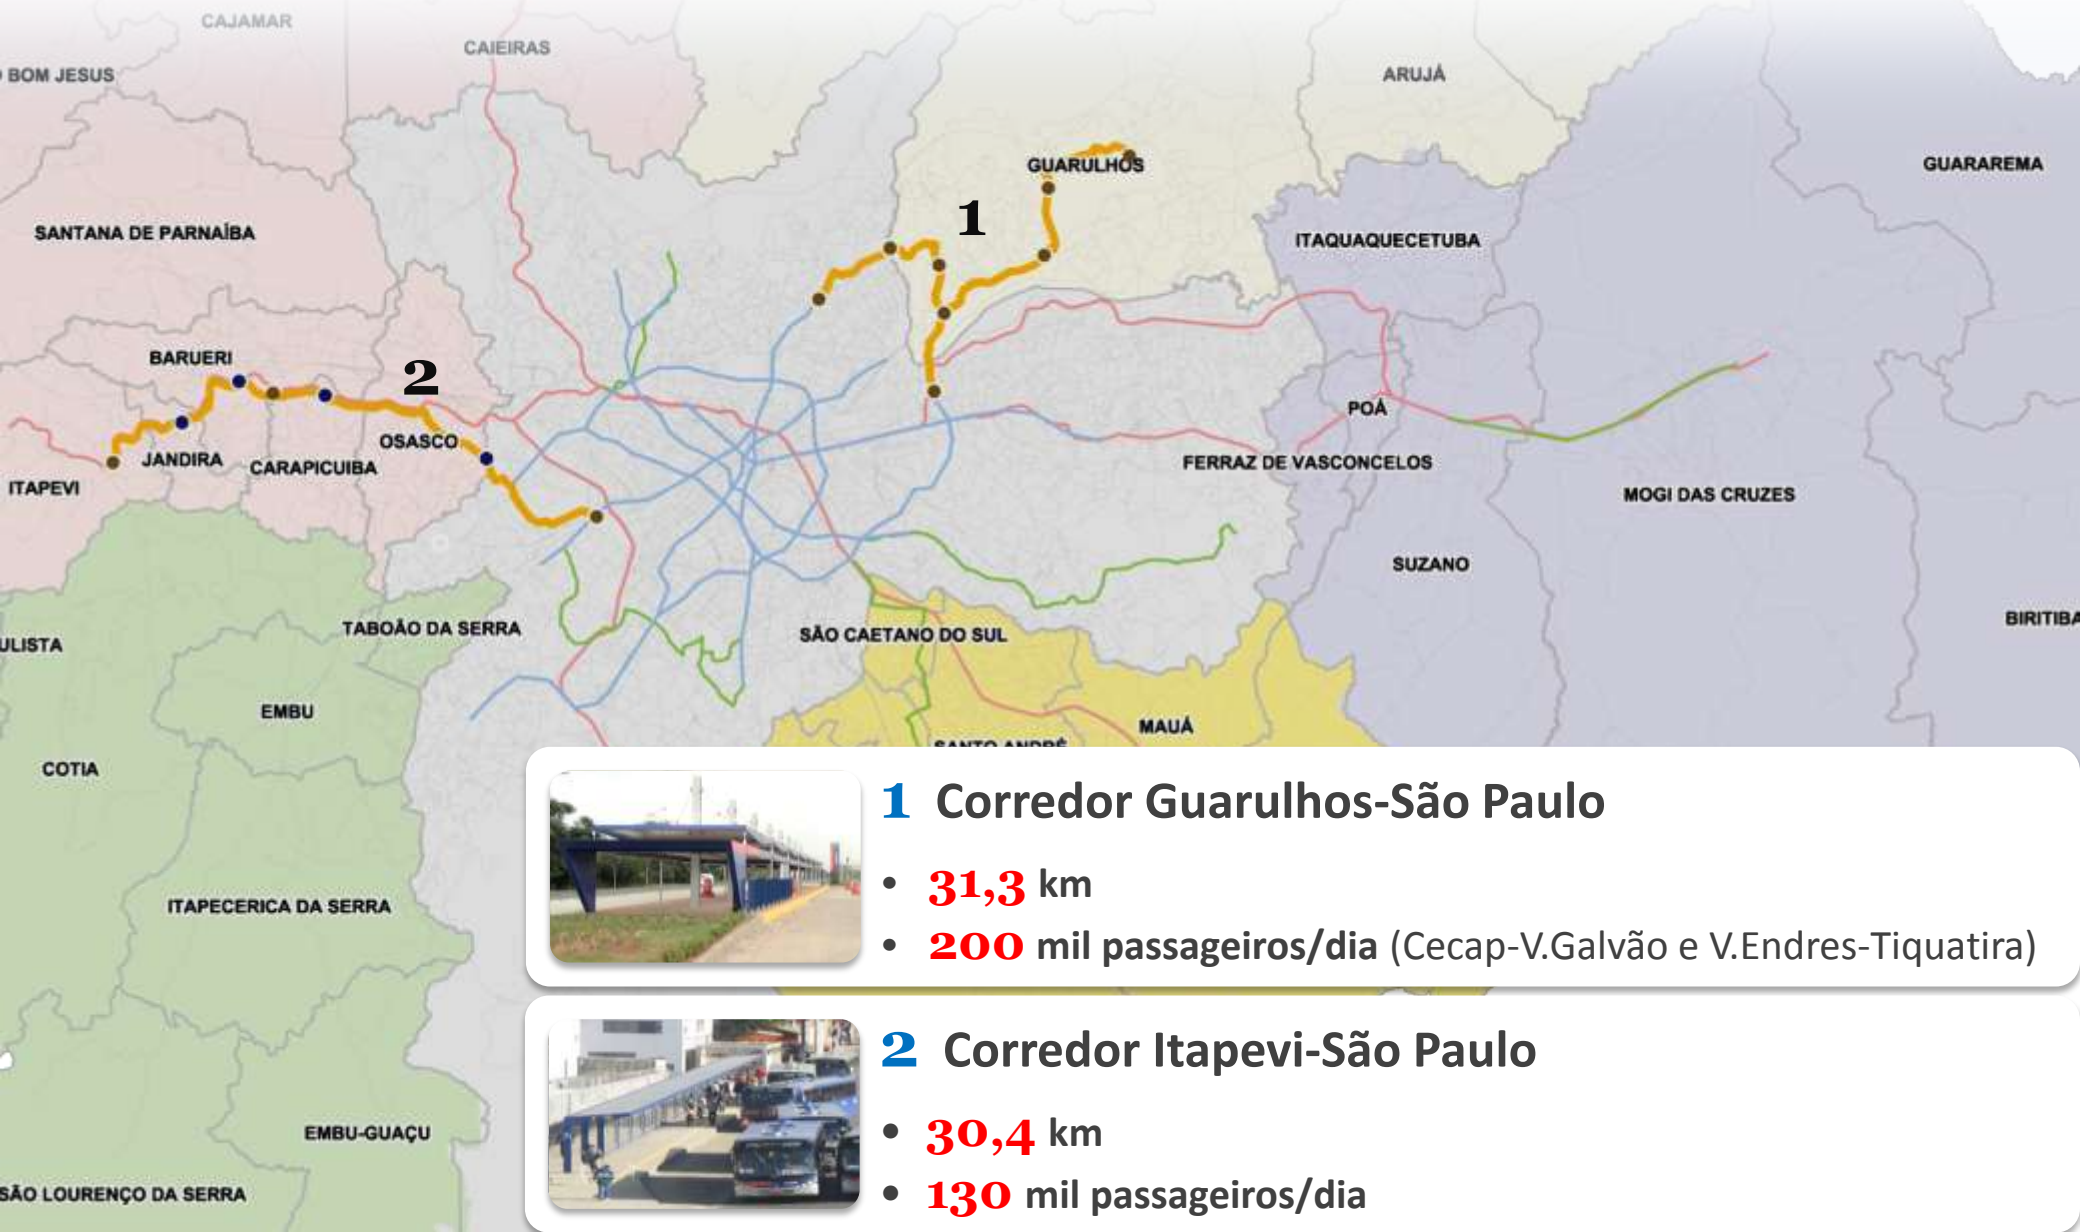 CAJAMAR
CAIEIRAS
BOM JESUS
ARUJÁ
GUARULHOS
GUARAREMA
1
SANTANA DE PARNAÍBA
ITAQUAQUECETUBA
BARUERI
2
POÁ
OSASCO
JANDIRA
CARAPICUIBA
FERRAZ DE VASCONCELOS
ITAPEVI
MOGI DAS CRUZES
SUZANO
BIRITIBA
TABOÃO DA SERRA
SÃO CAETANO DO SUL
ULISTA
EMBU
MAUÁ
SANTO ANDRÉ
COTIA
ITAPECERICA DA SERRA
EMBU-GUAÇU
SÃO LOURENÇO DA SERRA
1 Corredor Guarulhos-São Paulo
• 31,3 km
• 200 mil passageiros/dia (Cecap-V.Galvão e V.Endres-Tiquatira)
2 Corredor Itapevi-São Paulo
• 30,4 km
• 130 mil passageiros/dia